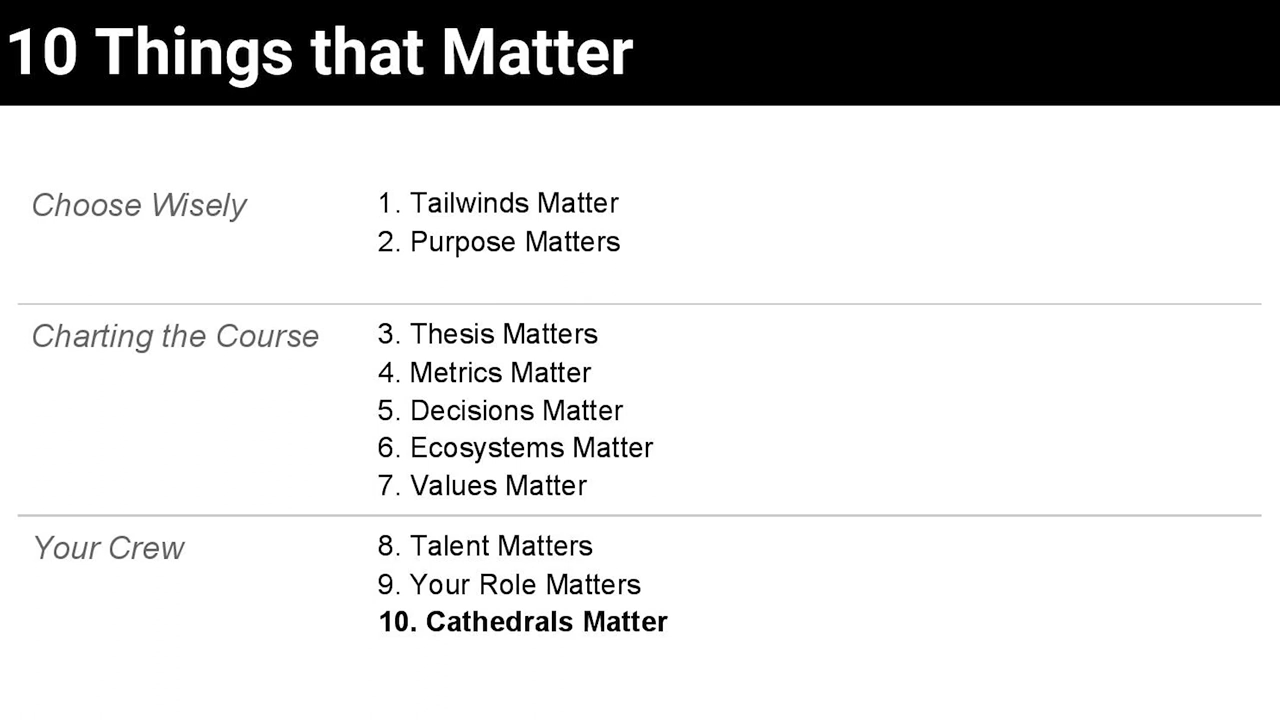 10 Things that Matter
Choose Wisely
1. Tailwinds Matter
2. Purpose Matters
Charting the Course
3. Thesis Matters
4. Metrics Matter
5. Decisions Matter
6. Ecosystems Matter
7. Values Matter
Your Crew
8. Talent Matters
9. Your Role Matters
10. Cathedrals Matter